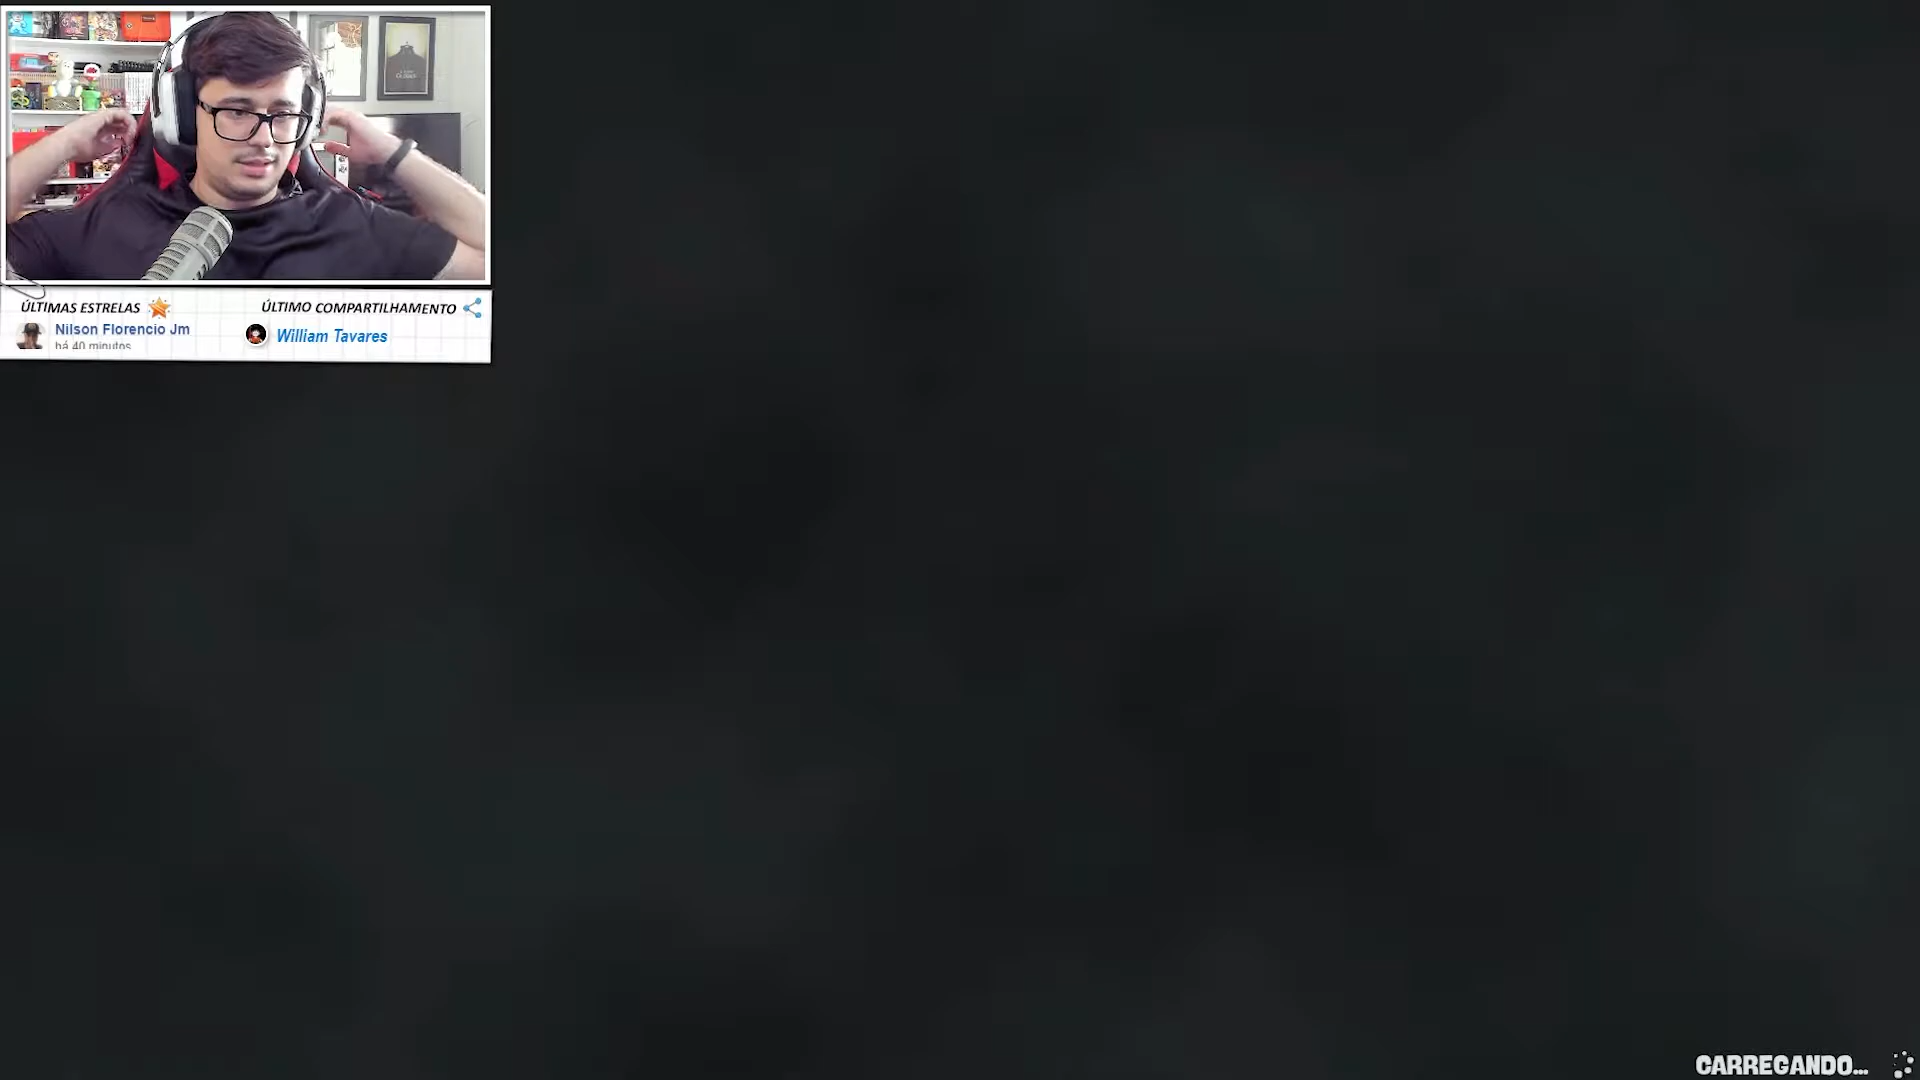 ÚLTIMAS ESTRELAS
ÚLTIMO COMPARTILHAMENTO
Nilson Florencio Jm
há 40 minutos
William Tavares
CARREGANDO...